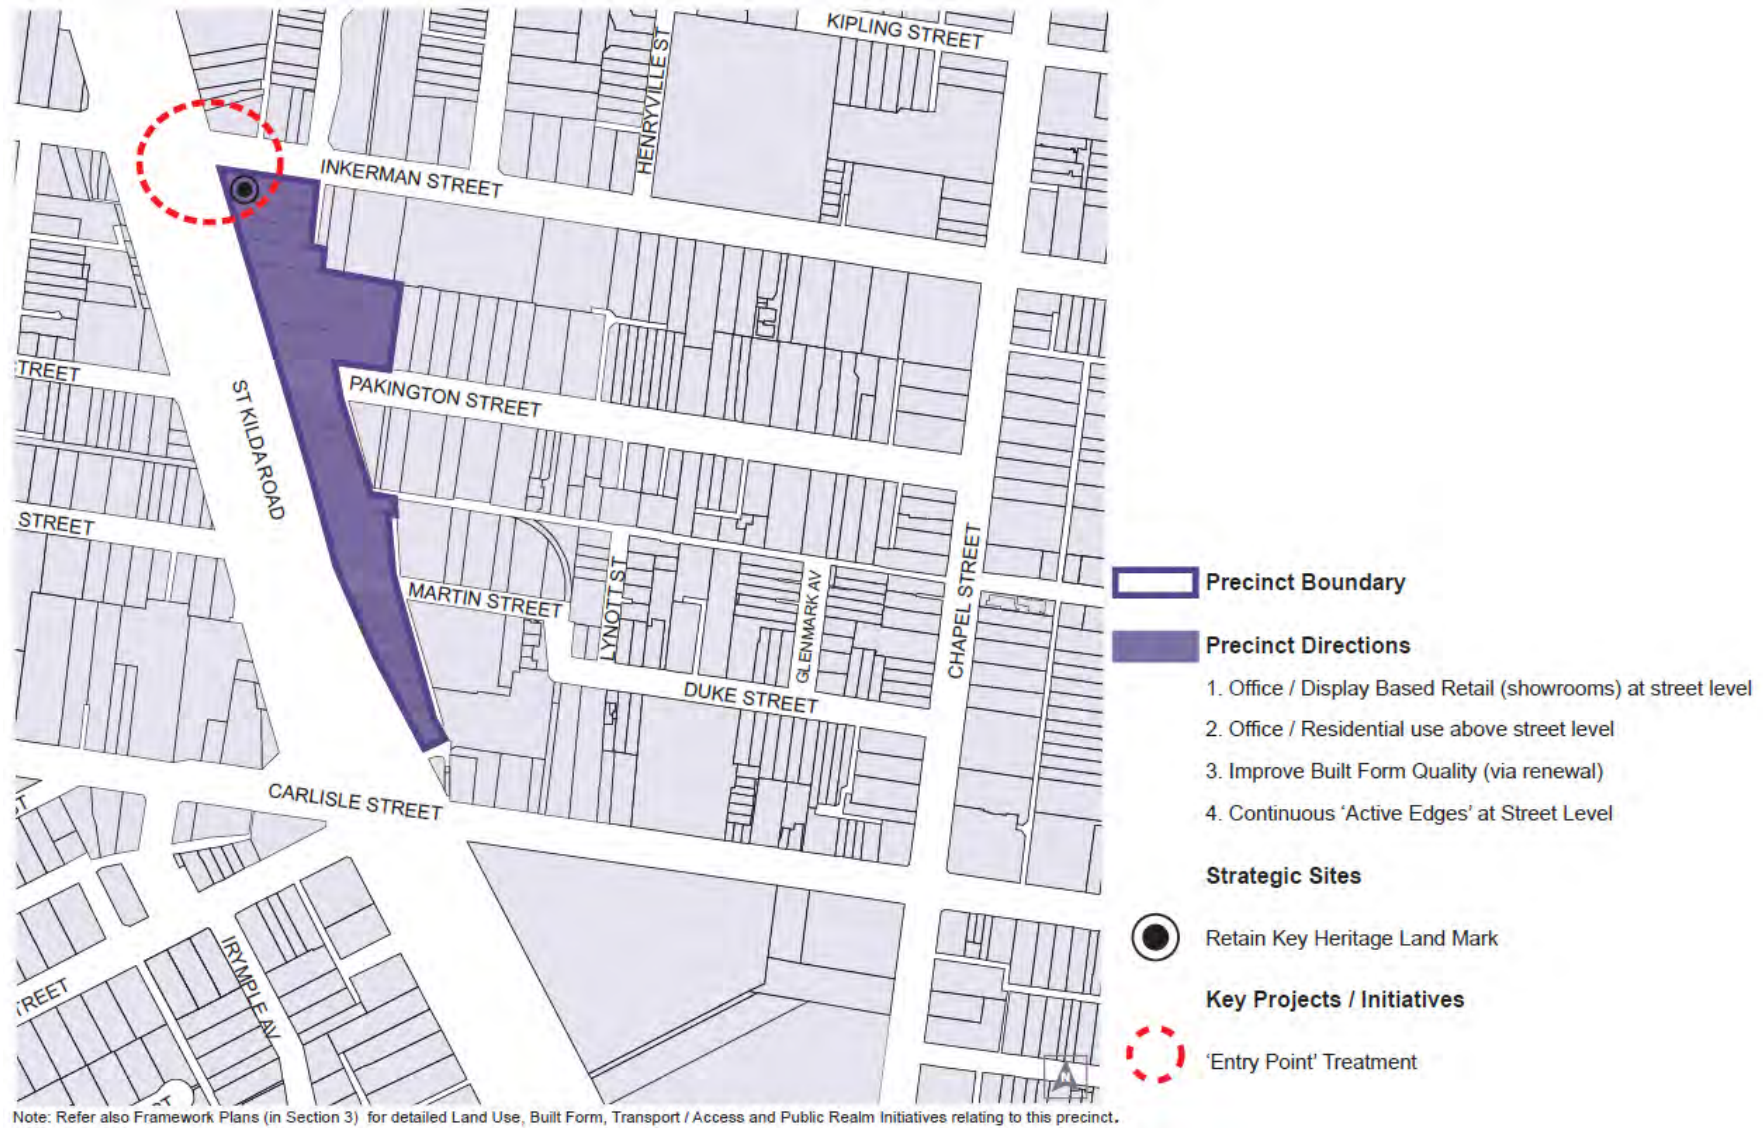 KIPLING STREET
HENRYVILLE ST
INKERMAN STREET
TREET
PAKINGTON STREET
ST KILDA ROAD
STREET
CHAPEL STREET
MARTIN STREET
LYNOTT ST
GLENMARK AV
DUKE STREET
CARLISLE STREET
ST
IRYMPLE AV
TREET
ST
N
Precinct Boundary
Precinct Directions
1. Office / Display Based Retail (showrooms) at street level
2. Office / Residential use above street level
3. Improve Built Form Quality (via renewal)
4. Continuous ‘Active Edges’ at Street Level
Strategic Sites
Retain Key Heritage Land Mark
Key Projects / Initiatives
‘Entry Point’ Treatment
Note: Refer also Framework Plans (in Section 3) for detailed Land Use, Built Form, Transport / Access and Public Realm Initiatives relating to this precinct.